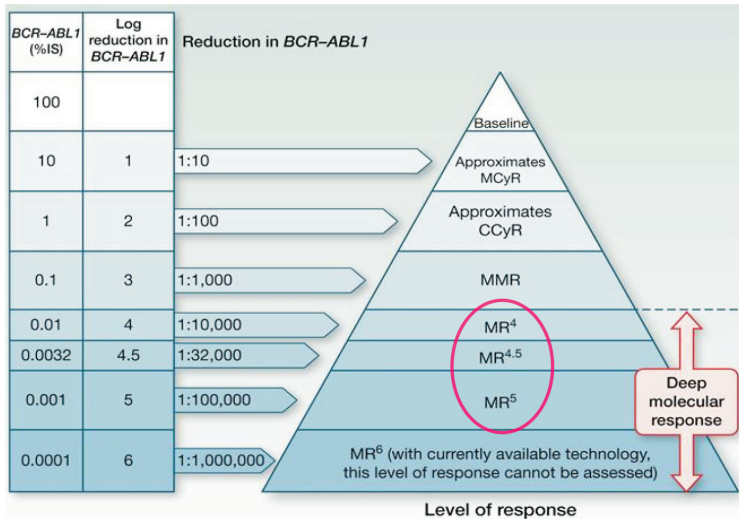 BCR–ABL1
(%IS)
Log
reduction in
BCR–ABL1
Reduction in BCR–ABL1
100
Baseline
10
1
1:10
Approximates
MCyR
1
2
1:100
Approximates
CCyR
0.1
3
1:1,000
MMR
0.01
4
1:10,000
MR⁴
0.0032
4.5
1:32,000
MR⁴·⁵
0.001
5
1:100,000
MR⁵
Deep
molecular
response
0.0001
6
1:1,000,000
MR⁶ (with currently available technology,
this level of response cannot be assessed)
Level of response